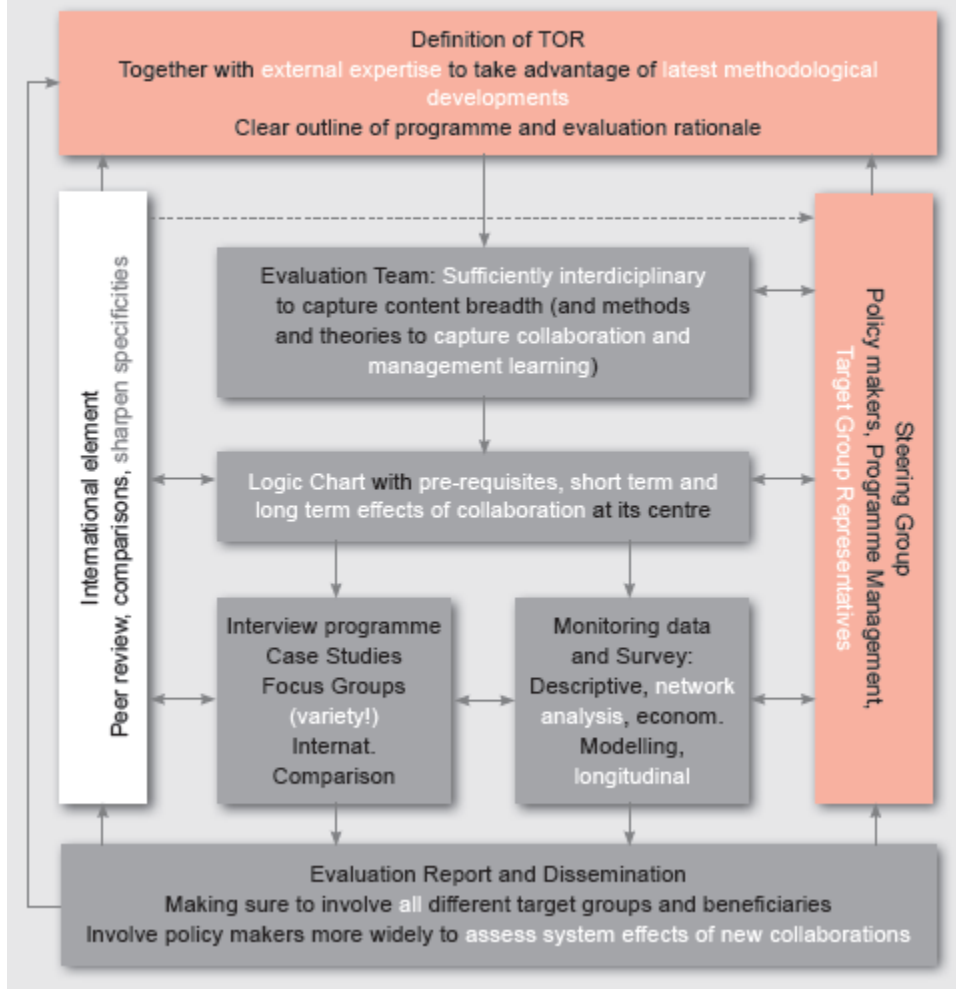 Definition of TOR
Together with external expertise to take advantage of latest methodological
developments
Clear outline of programme and evaluation rationale
International element
Peer review, comparisons, sharpen specificities
Evaluation Team: Sufficiently interdiciplinary
to capture content breadth (and methods
and theories to capture collaboration and
management learning)
Logic Chart with pre-requisites, short term and
long term effects of collaboration at its centre
Interview programme
Case Studies
Focus Groups
(variety!)
Internat.
Comparison
Monitoring data
and Survey:
Descriptive, network
analysis, econom.
Modelling,
longitudinal
Steering Group
Policy makers, Programme Management,
Target Group Representatives
Evaluation Report and Dissemination
Making sure to involve all different target groups and beneficiaries
Involve policy makers more widely to assess system effects of new collaborations